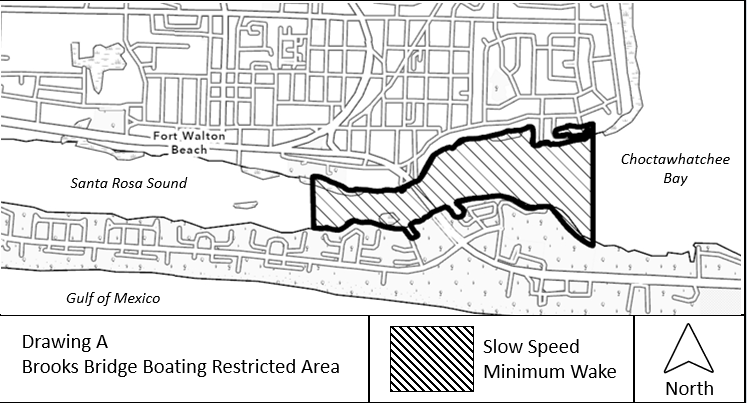 Fort Walton
Beach
Choctawhatchee
Bay
Santa Rosa Sound
Gulf of Mexico
Drawing A
Brooks Bridge Boating Restricted Area
Slow Speed
Minimum Wake
North